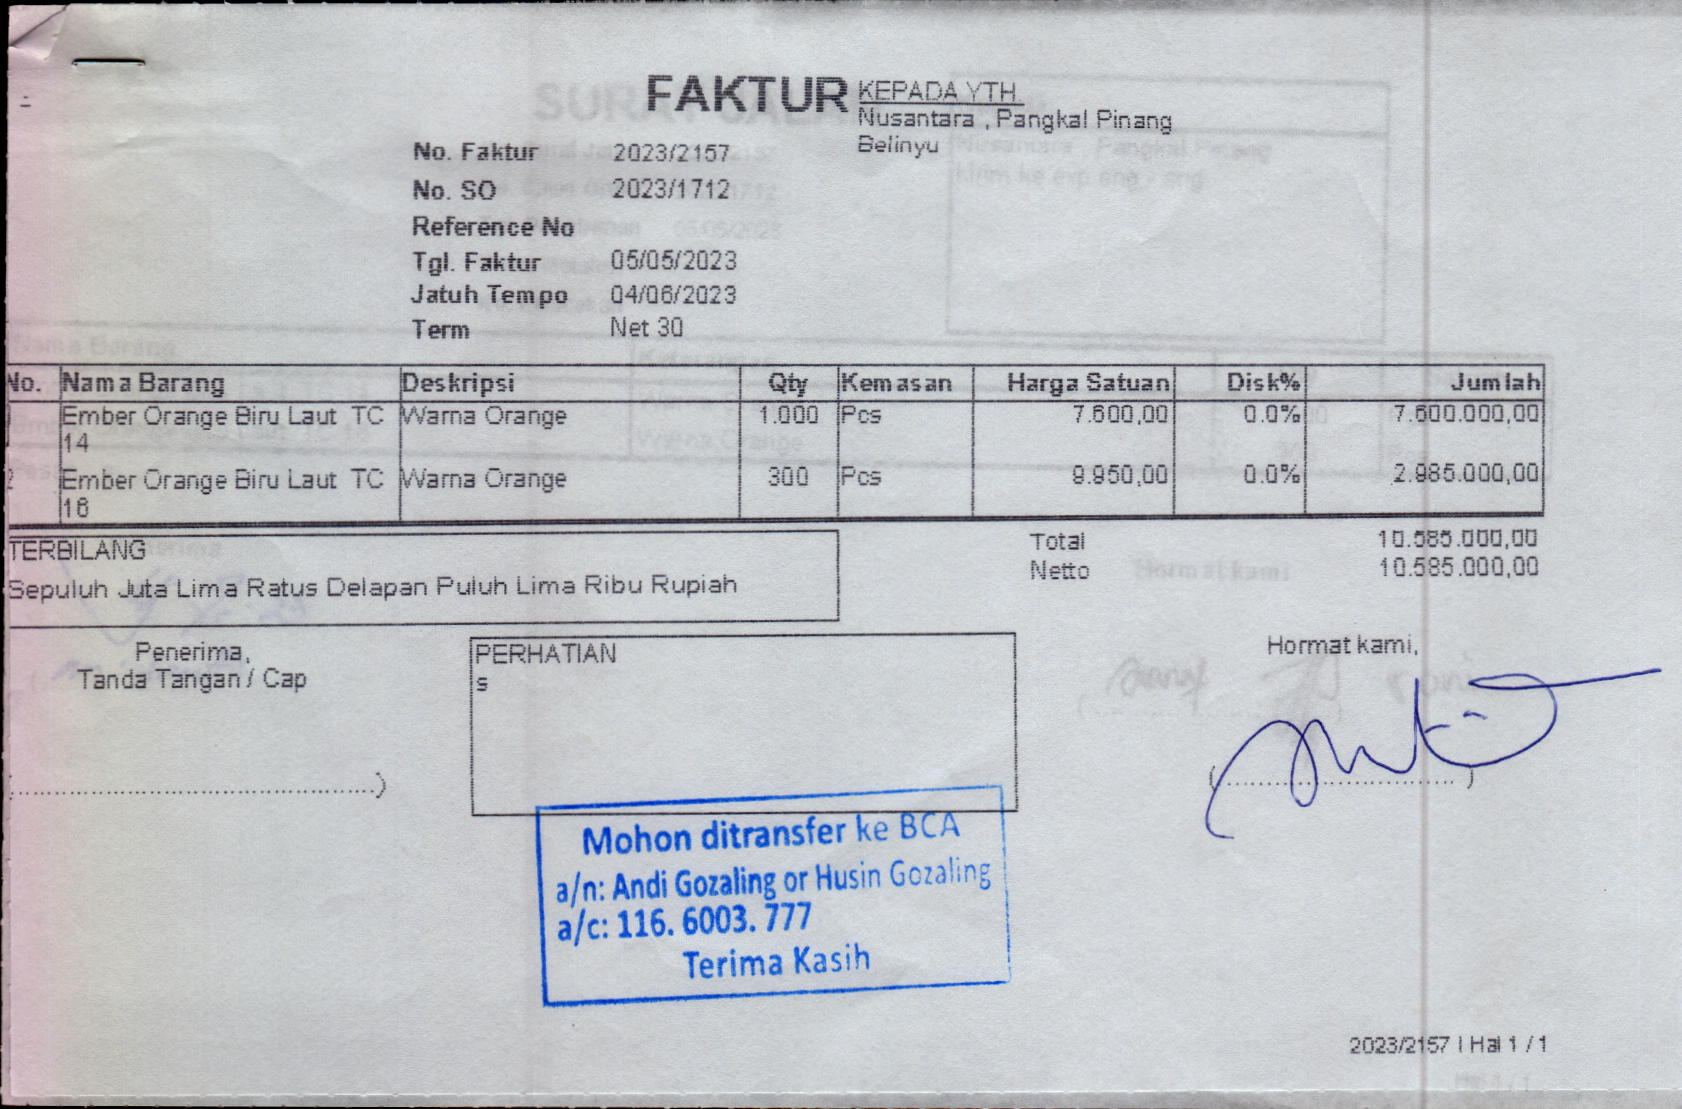 FAKTUR
KEPADA YTH.
Nusantara , Pangkal Pinang
Belinyu
No. Faktur 2023/2157
No. SO 2023/1712
Reference No
Tgl. Faktur 05/05/2023
Jatuh Tempo 04/06/2023
Term Net 30
No. Nama Barang Deskripsi Qty Kemasan Harga Satuan Disk% Jumlah
Ember Orange Biru Laut TC Warna Orange 1.000 Pcs 7.600,00 0.0% 7.600.000,00
14
2 Ember Orange Biru Laut TC Warna Orange 300 Pcs 9.950,00 0.0% 2.985.000,00
16
TERBILANG
Sepuluh Juta Lima Ratus Delapan Puluh Lima Ribu Rupiah
Total 10.585.000,00
Netto 10.585.000,00
Penerima,
Tanda Tangan / Cap
PERHATIAN
s
Hormat kami,
Mohon ditransfer ke BCA
a/n: Andi Gozaling or Husin Gozaling
a/c: 116. 6003. 777
Terima Kasih
2023/2157 | Hal 1 / 1